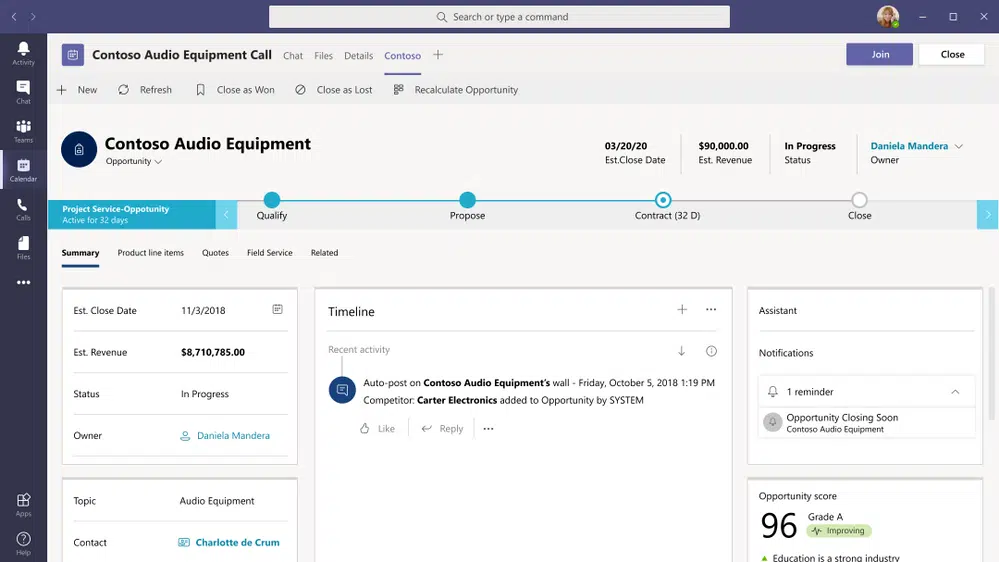 Search or type a command
Activity
Chat
Teams
Calendar
Calls
Files
Apps
Help
Contoso Audio Equipment Call
Chat
Files
Details
Contoso
Join
Close
New
Refresh
Close as Won
Close as Lost
Recalculate Opportunity
Contoso Audio Equipment
Opportunity
03/20/20
Est.Close Date
$90,000.00
Est. Revenue
In Progress
Status
Daniela Mandera
Owner
Project Service-Oppotunity
Active for 32 days
Qualify
Propose
Contract (32 D)
Close
Summary
Product line items
Quotes
Field Service
Related
Est. Close Date
11/3/2018
Est. Revenue
$8,710,785.00
Status
In Progress
Owner
Daniela Mandera
Topic
Audio Equipment
Contact
Charlotte de Crum
Timeline
Recent activity
Auto-post on Contoso Audio Equipment's wall - Friday, October 5, 2018 1:19 PM
Competitor: Carter Electronics added to Opportunity by SYSTEM
Like
Reply
Assistant
Notifications
1 reminder
Opportunity Closing Soon
Contoso Audio Equipment
Opportunity score
96
Grade A
Improving
Education is a strong industry